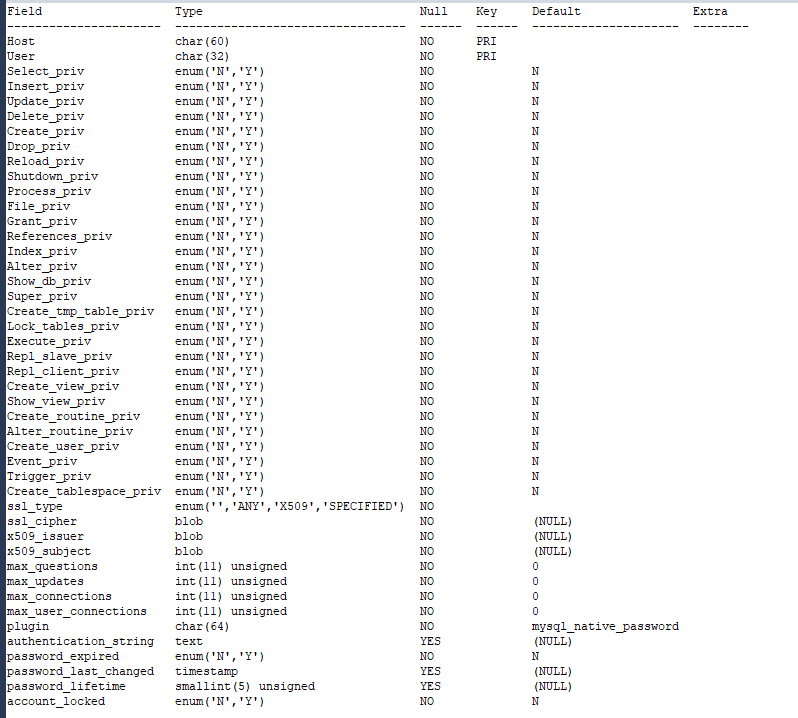 Field Type Null Key Default Extra
--------------------- --------------------------------- ------ ------ --------------------- --------
Host char(60) NO PRI
User char(32) NO PRI
Select_priv enum('N','Y') NO N
Insert_priv enum('N','Y') NO N
Update_priv enum('N','Y') NO N
Delete_priv enum('N','Y') NO N
Create_priv enum('N','Y') NO N
Drop_priv enum('N','Y') NO N
Reload_priv enum('N','Y') NO N
Shutdown_priv enum('N','Y') NO N
Process_priv enum('N','Y') NO N
File_priv enum('N','Y') NO N
Grant_priv enum('N','Y') NO N
References_priv enum('N','Y') NO N
Index_priv enum('N','Y') NO N
Alter_priv enum('N','Y') NO N
Show_db_priv enum('N','Y') NO N
Super_priv enum('N','Y') NO N
Create_tmp_table_priv enum('N','Y') NO N
Lock_tables_priv enum('N','Y') NO N
Execute_priv enum('N','Y') NO N
Repl_slave_priv enum('N','Y') NO N
Repl_client_priv enum('N','Y') NO N
Create_view_priv enum('N','Y') NO N
Show_view_priv enum('N','Y') NO N
Create_routine_priv enum('N','Y') NO N
Alter_routine_priv enum('N','Y') NO N
Create_user_priv enum('N','Y') NO N
Event_priv enum('N','Y') NO N
Trigger_priv enum('N','Y') NO N
Create_tablespace_priv enum('N','Y') NO N
ssl_type enum('','ANY','X509','SPECIFIED') NO
ssl_cipher blob NO (NULL)
x509_issuer blob NO (NULL)
x509_subject blob NO (NULL)
max_questions int(11) unsigned NO 0
max_updates int(11) unsigned NO 0
max_connections int(11) unsigned NO 0
max_user_connections int(11) unsigned NO 0
plugin char(64) NO mysql_native_password
authentication_string text YES (NULL)
password_expired enum('N','Y') NO N
password_last_changed timestamp YES (NULL)
password_lifetime smallint(5) unsigned YES (NULL)
account_locked enum('N','Y') NO N